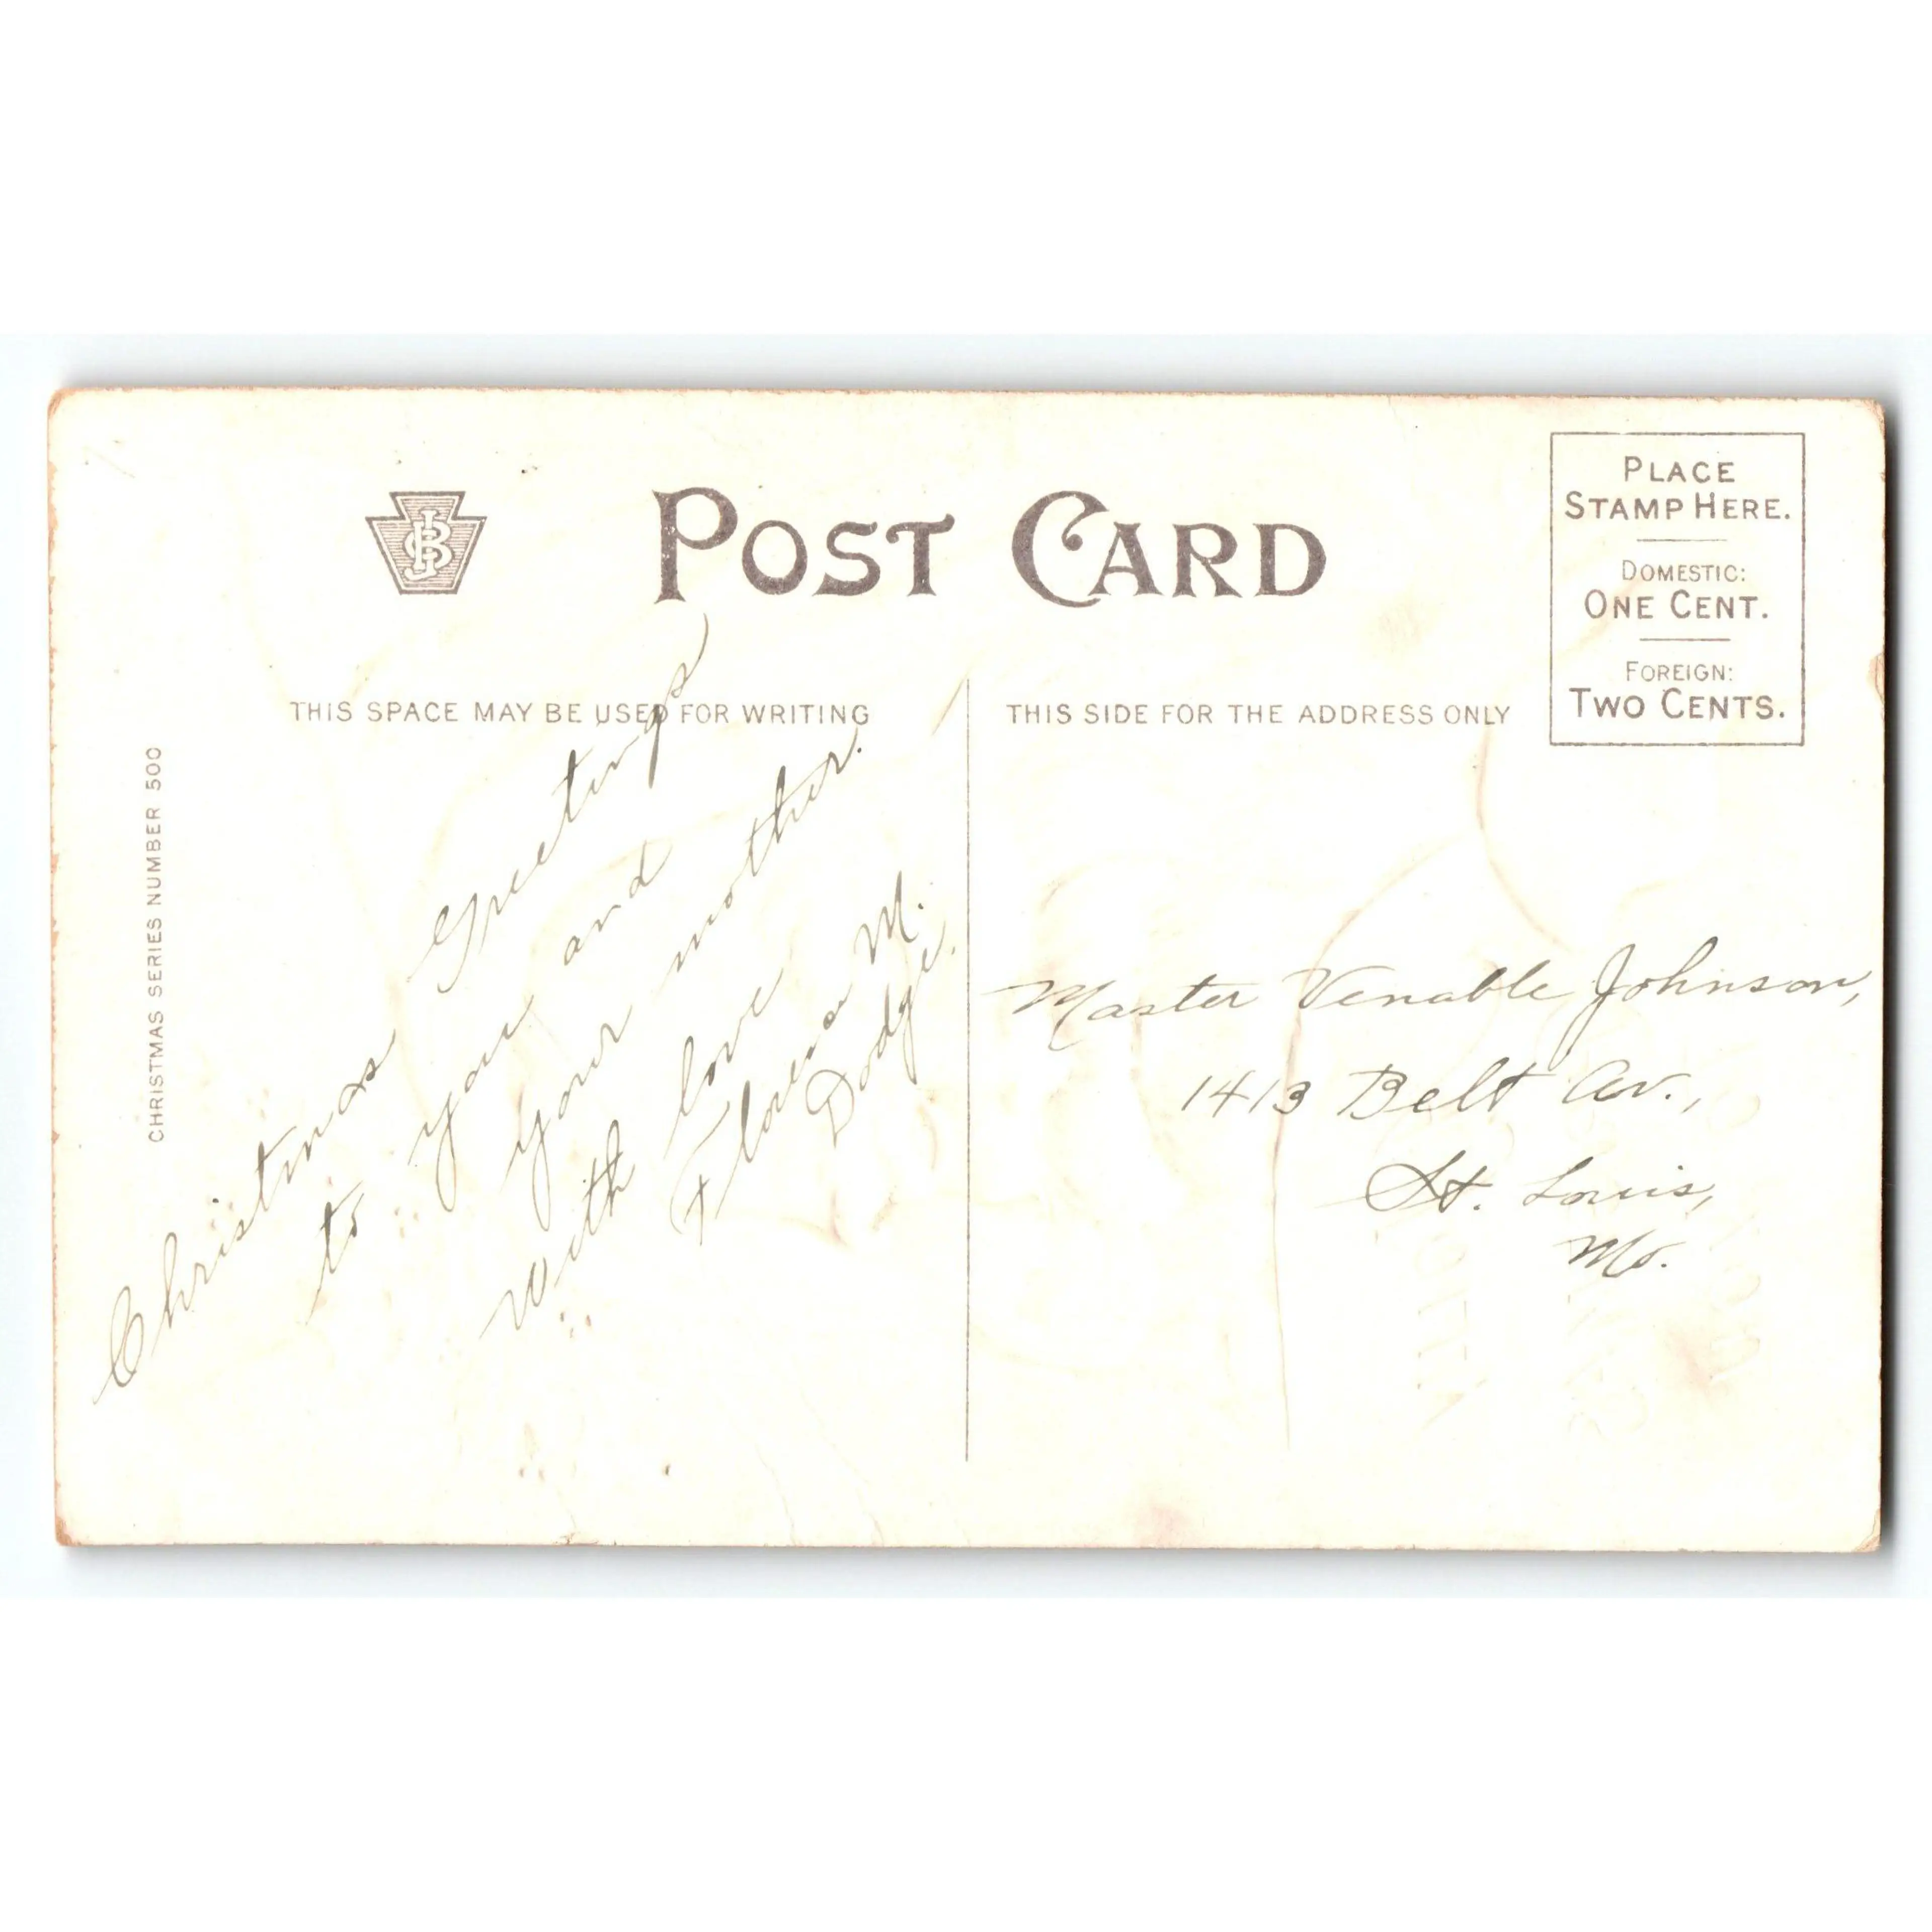 POST CARD
PLACE
STAMP HERE.
DOMESTIC:
ONE CENT.
FOREIGN:
TWO CENTS.
THIS SPACE MAY BE USED FOR WRITING
THIS SIDE FOR THE ADDRESS ONLY
CHRISTMAS SERIES NUMBER 500
Christmas Greetings
to you and
your mother.
With love
M.
Dodge.
Master Venable Johnson,
1413 Belt Av.,
St. Louis,
Mo.